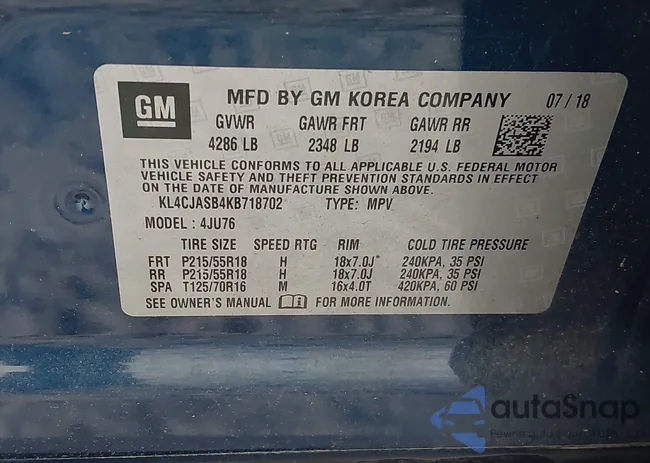 GM MFD BY GM KOREA COMPANY 07/18
GVWR GAWR FRT GAWR RR
4286 LB 2348 LB 2194 LB
THIS VEHICLE CONFORMS TO ALL APPLICABLE U.S. FEDERAL MOTOR
VEHICLE SAFETY AND THEFT PREVENTION STANDARDS IN EFFECT
ON THE DATE OF MANUFACTURE SHOWN ABOVE.
KL4CJASB4KB718702 TYPE: MPV
MODEL: 4JU76
TIRE SIZE SPEED RTG RIM COLD TIRE PRESSURE
FRT P215/55R18 H 18x7.0J 240KPA, 35 PSI
RR P215/55R18 H 18x7.0J 240KPA, 35 PSI
SPA T125/70R16 M 16x4.0T 420KPA, 60 PSI
SEE OWNER'S MANUAL FOR MORE INFORMATION
autoSnap
Pewne auto z USA